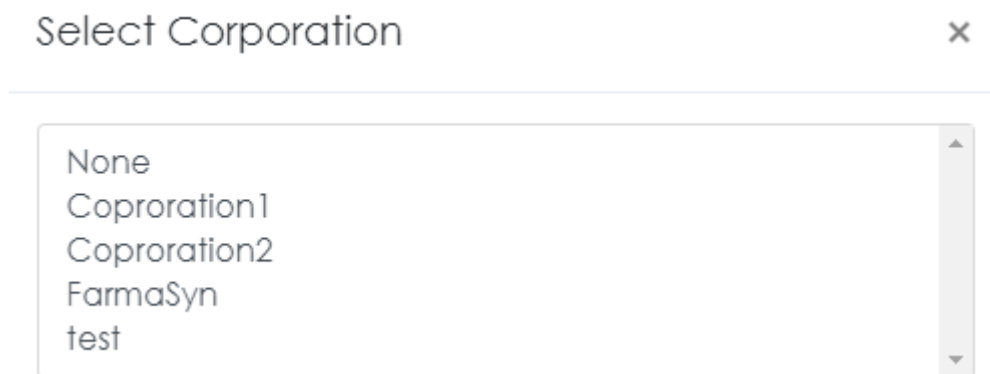 Select Corporation
None
Coproration1
Coproration2
FarmaSyn
test